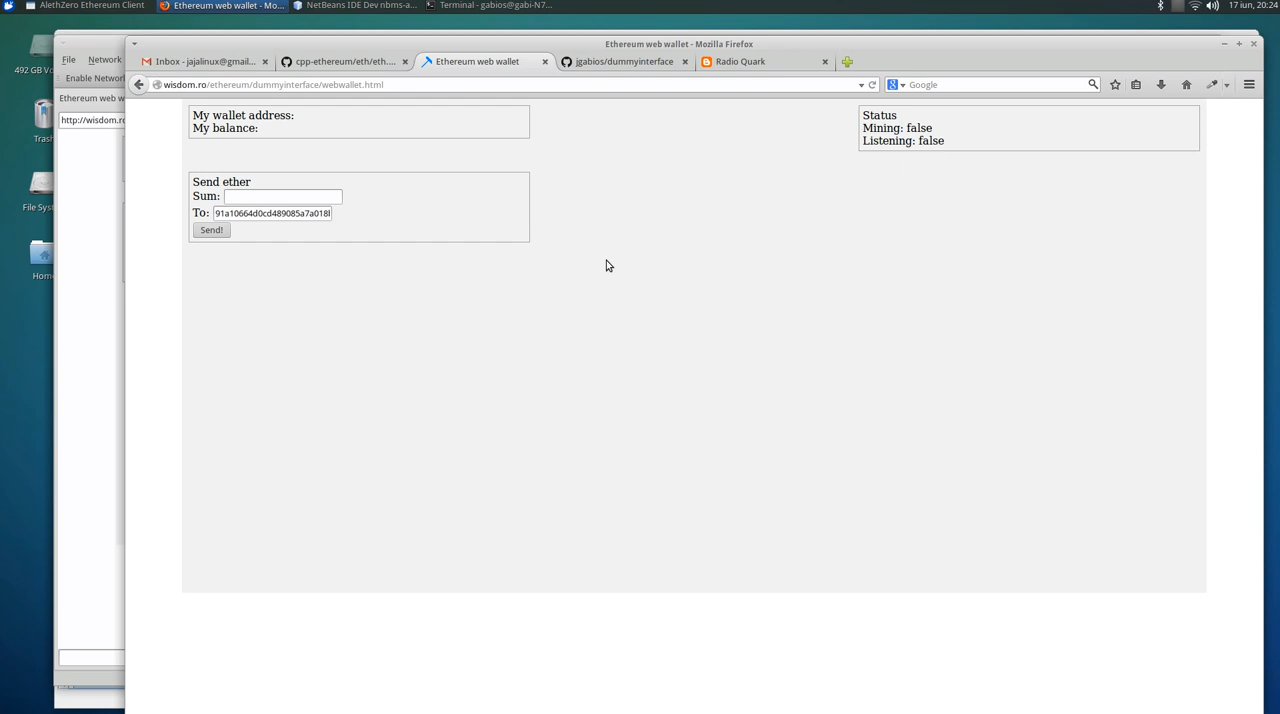 AlethZero Ethereum Client
Ethereum web wallet - Mo...
NetBeans IDE Dev nbms-a...
Terminal - gabios@gabi-N7...
17 iun, 20:24
492 GB Vo
Trash
File Sys
Home
File Network
Enable Network
Ethereum web w
http://wisdom.ro
Ethereum web wallet - Mozilla Firefox
Inbox - jajalinux@gmail...
cpp-ethereum/eth/eth....
Ethereum web wallet
jgabios/dummyinterface
Radio Quark
wisdom.ro/ethereum/dummyinterface/webwallet.html
Google
My wallet address:
My balance:
Status
Mining: false
Listening: false
Send ether
Sum:
To: 91a10664d0cd489085a7a018
Send!